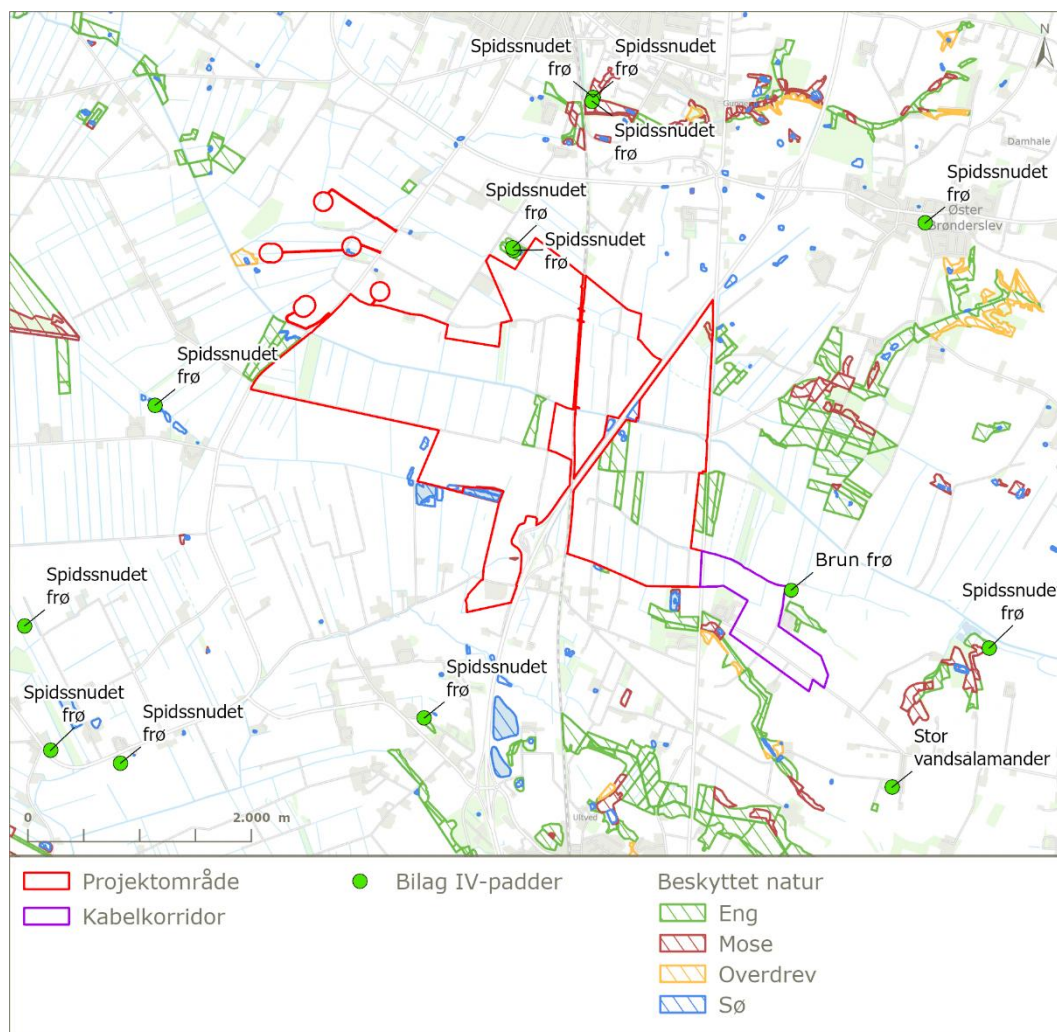 N
Spidssnudet
frø
Spidssnudet
frø
Spidssnudet
frø
Damhale
Spidssnudet
frø
Øster
Brønderslev
Spidssnudet
frø
Spidssnudet
frø
Spidssnudet
frø
Brun frø
Spidssnudet
frø
Spidssnudet
frø
Spidssnudet
frø
Spidssnudet
frø
Spidssnudet
frø
Stor
vandsalamander
Ultved
0 2.000 m
Projektområde
Kabelkorridor
Bilag IV-padder
Beskyttet natur
Eng
Mose
Overdrev
Sø